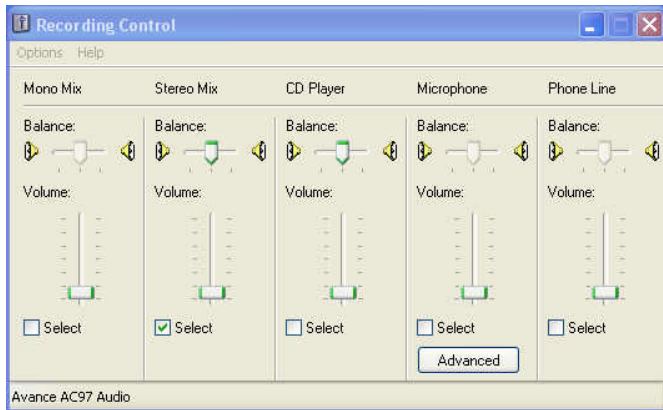 Recording Control
Options Help
Mono Mix Stereo Mix CD Player Microphone Phone Line
Balance: Balance: Balance: Balance: Balance:
Volume: Volume: Volume: Volume: Volume:
Select Select Select Select Select
Advanced
Avance AC97 Audio